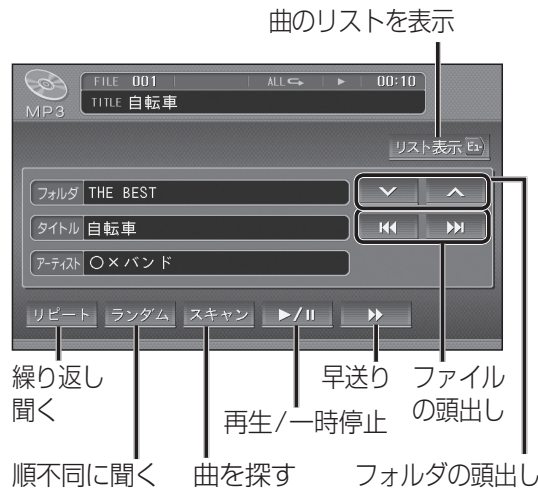 曲のリストを表示
FILE 001 ALL 00:10
MP3
TITLE 自転車
リスト表示
フォルダ THE BEST
タイトル 自転車
アーティスト ○×バンド
リピート ランダム スキャン ▶/II ▶▶
繰り返し
聞く
早送り
ファイル
の頭出し
再生/一時停止
順不同に聞く
曲を探す
フォルダの頭出し